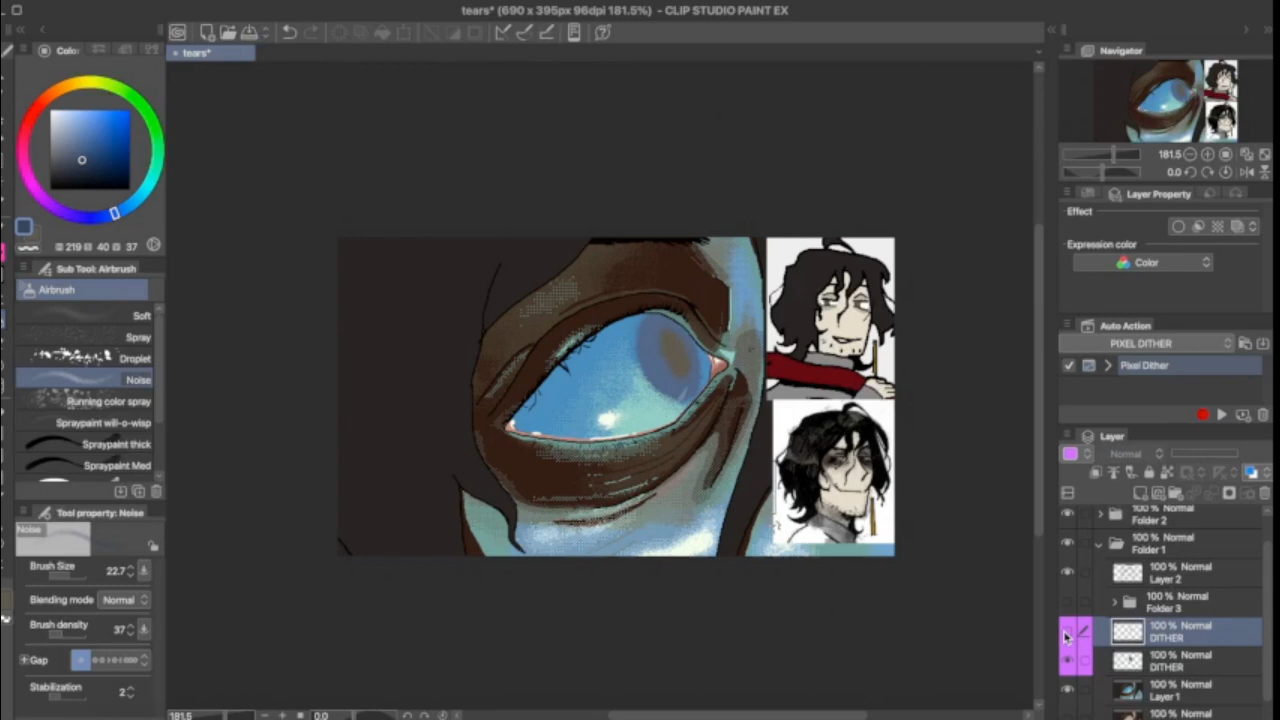 tears* (690 x 395px 96dpi 181.5%) - CLIP STUDIO PAINT EX
tears*
Color
219 40 37
Sub Tool: Airbrush
Airbrush
Soft
Spray
Droplet
Noise
Running color spray
Spraypaint will-o-wisp
Spraypaint thick
Spraypaint Med
Tool property: Noise
Noise
Brush Size 22.7
Blending mode Normal
Brush density 37
Gap
Stabilization 2
181.5 0.0
Navigator
181.5
0.0
Layer Property
Effect
Expression color
Color
Auto Action
PIXEL DITHER
Pixel Dither
Layer
Normal
100 % Normal
Folder 2
100 % Normal
Folder 1
100 % Normal
Layer 2
100 % Normal
Folder 3
100 % Normal
DITHER
100 % Normal
DITHER
100 % Normal
Layer 1
100 % Normal